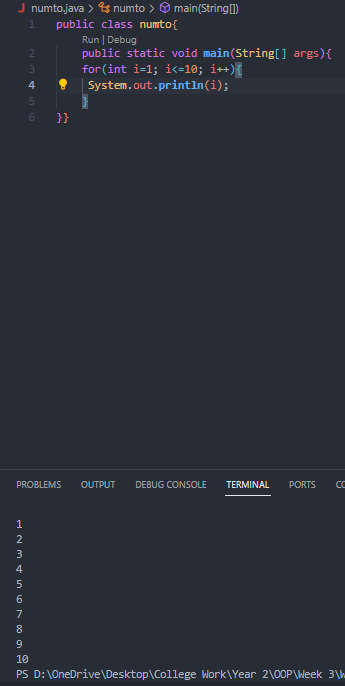 J numto.java > numto > main(String[])
1 public class numto{
Run | Debug
2 public static void main(String[] args){
3 for(int i=1; i<=10; i++){
4 System.out.println(i);
5 }
6 }}
PROBLEMS OUTPUT DEBUG CONSOLE TERMINAL PORTS CO
1
2
3
4
5
6
7
8
9
10
PS D:\OneDrive\Desktop\College Work\Year 2\OOP\Week 3\W